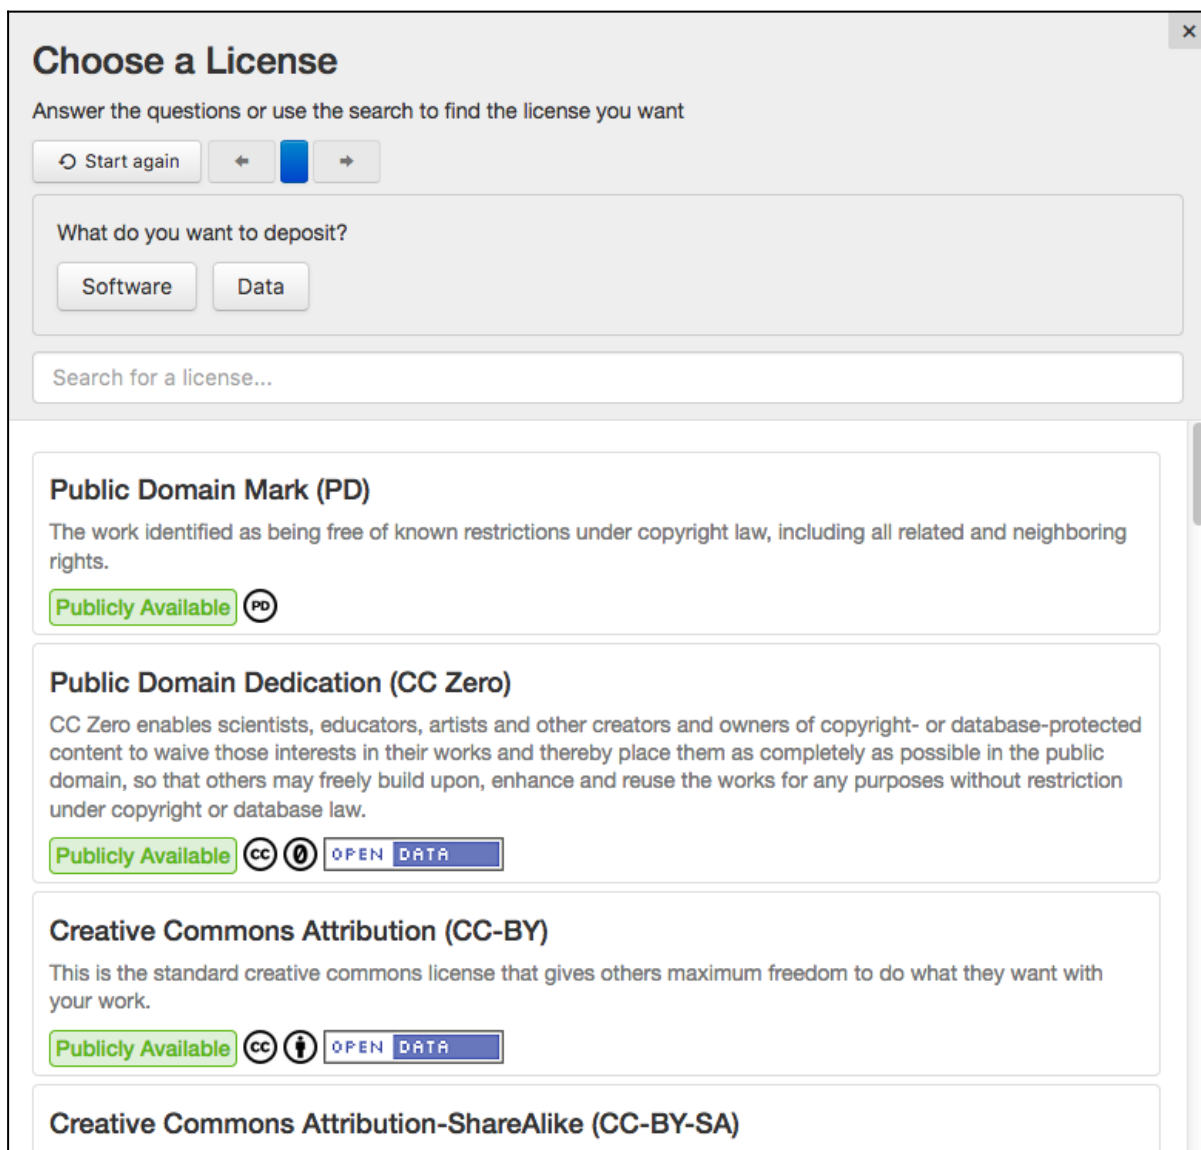 ×
Choose a License
Answer the questions or use the search to find the license you want
Start again
What do you want to deposit?
Software Data
Search for a license...
Public Domain Mark (PD)
The work identified as being free of known restrictions under copyright law, including all related and neighboring
rights.
Publicly Available PD
Public Domain Dedication (CC Zero)
CC Zero enables scientists, educators, artists and other creators and owners of copyright- or database-protected
content to waive those interests in their works and thereby place them as completely as possible in the public
domain, so that others may freely build upon, enhance and reuse the works for any purposes without restriction
under copyright or database law.
Publicly Available cc 0 OPEN DATA
Creative Commons Attribution (CC-BY)
This is the standard creative commons license that gives others maximum freedom to do what they want with
your work.
Publicly Available cc OPEN DATA
Creative Commons Attribution-ShareAlike (CC-BY-SA)